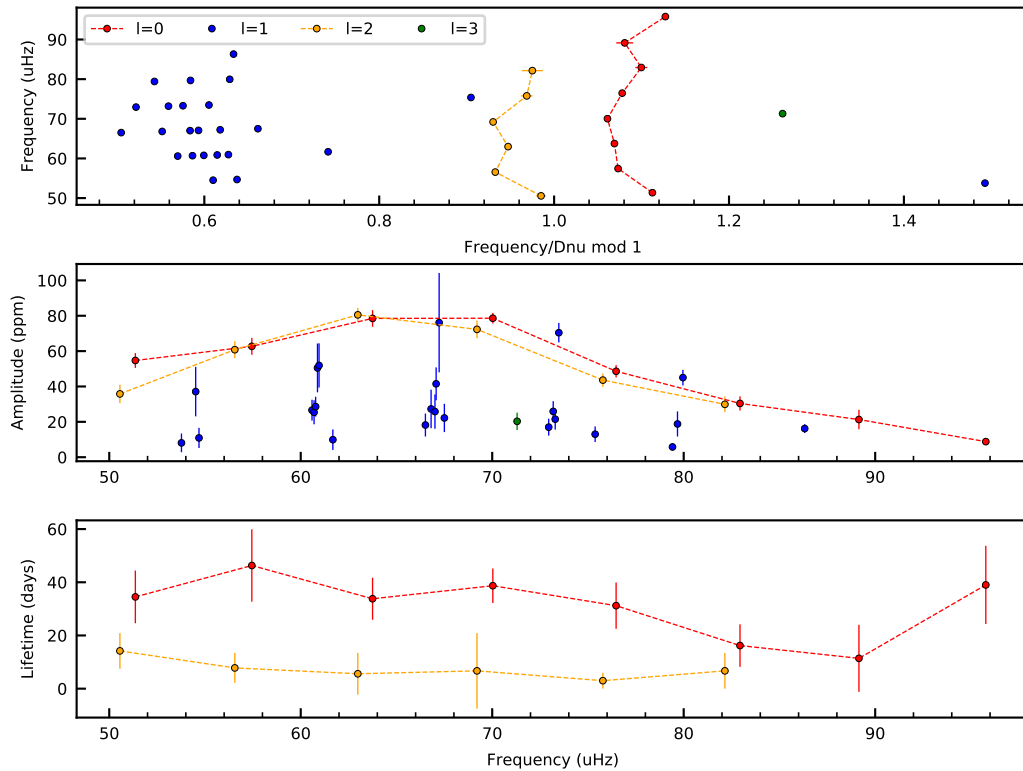 l=0 l=1 l=2 l=3
Frequency (uHz)
90
80
70
60
50
0.6 0.8 1.0 1.2 1.4
Frequency/Dnu mod 1
Amplitude (ppm)
100
80
60
40
20
0
50 60 70 80 90
Lifetime (days)
60
40
20
0
50 60 70 80 90
Frequency (uHz)